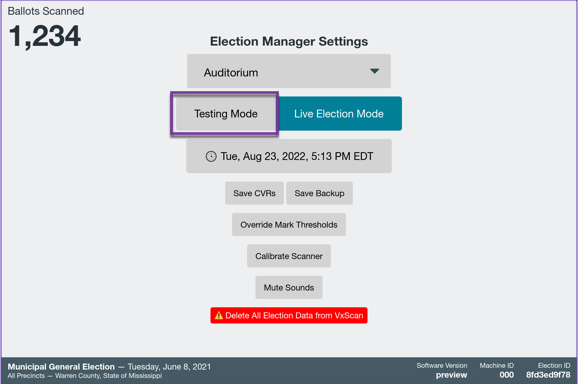 Ballots Scanned
1,234
Election Manager Settings
Auditorium
Testing Mode
Live Election Mode
Tue, Aug 23, 2022, 5:13 PM EDT
Save CVRs
Save Backup
Override Mark Thresholds
Calibrate Scanner
Mute Sounds
Delete All Election Data from VxScan
Municipal General Election — Tuesday, June 8, 2021
All Precincts — Warren County, State of Mississippi
Software Version
preview
Machine ID
000
Election ID
8fd3ed9f78